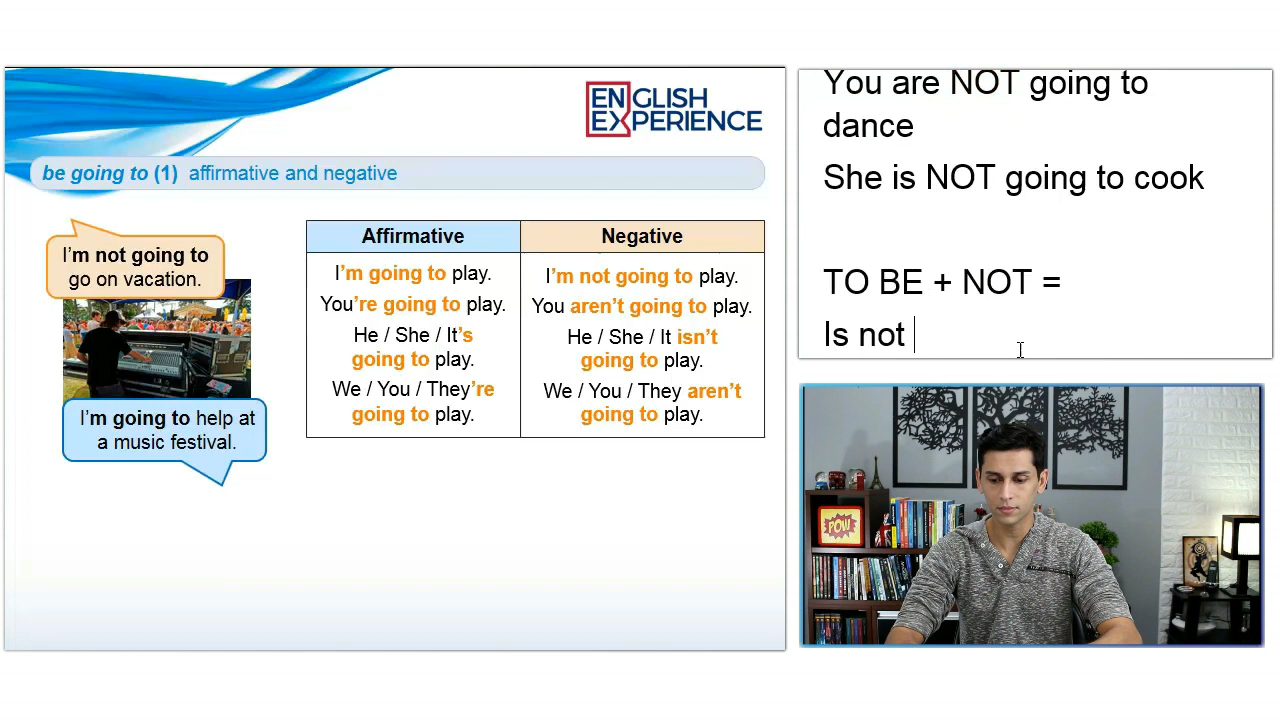 ENGLISH
EXPERIENCE
be going to (1) affirmative and negative
I'm not going to
go on vacation.
I'm going to help at
a music festival.
Affirmative
I'm going to play.
You're going to play.
He / She / It's
going to play.
We / You / They're
going to play.
Negative
I'm not going to play.
You aren't going to play.
He / She / It isn't
going to play.
We / You / They aren't
going to play.
You are NOT going to
dance
She is NOT going to cook
TO BE + NOT =
Is not
POW